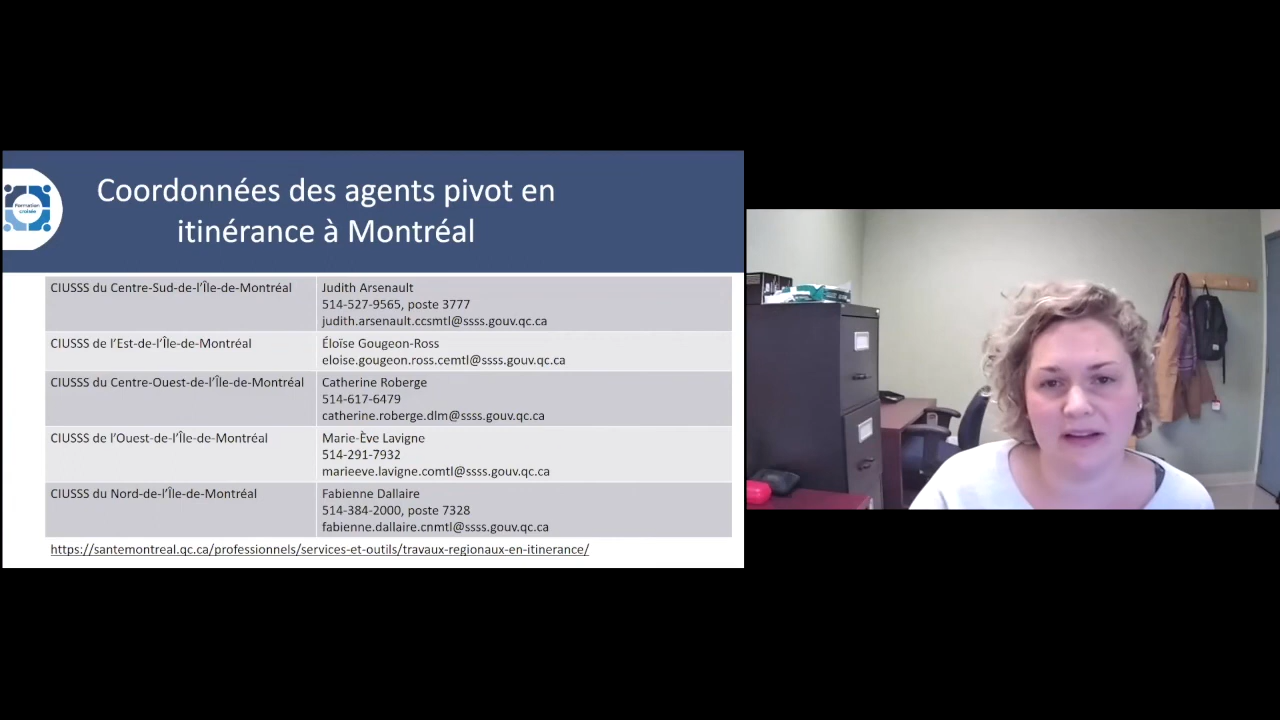 Formation
croisée
Coordonnées des agents pivot en
itinérance à Montréal
CIUSSS du Centre-Sud-de-l'Île-de-Montréal
Judith Arsenault
514-527-9565, poste 3777
judith.arsenault.ccsmtl@ssss.gouv.qc.ca
CIUSSS de l'Est-de-l'Île-de-Montréal
Éloïse Gougeon-Ross
eloise.gougeon.ross.cemtl@ssss.gouv.qc.ca
CIUSSS du Centre-Ouest-de-l'Île-de-Montréal
Catherine Roberge
514-617-6479
catherine.roberge.dlm@ssss.gouv.qc.ca
CIUSSS de l'Ouest-de-l'Île-de-Montréal
Marie-Ève Lavigne
514-291-7932
marieeve.lavigne.comtl@ssss.gouv.qc.ca
CIUSSS du Nord-de-l'Île-de-Montréal
Fabienne Dallaire
514-384-2000, poste 7328
fabienne.dallaire.cnmtl@ssss.gouv.qc.ca
https://santemontreal.qc.ca/professionnels/services-et-outils/travaux-regionaux-en-itinerance/